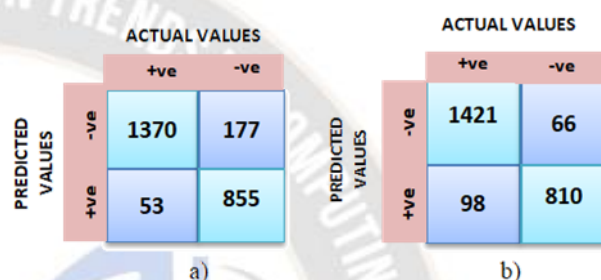 ACTUAL VALUES
+ve -ve
PREDICTED VALUES
-ve 1370 177
+ve 53 855
a)
ACTUAL VALUES
+ve -ve
PREDICTED VALUES
-ve 1421 66
+ve 98 810
b)